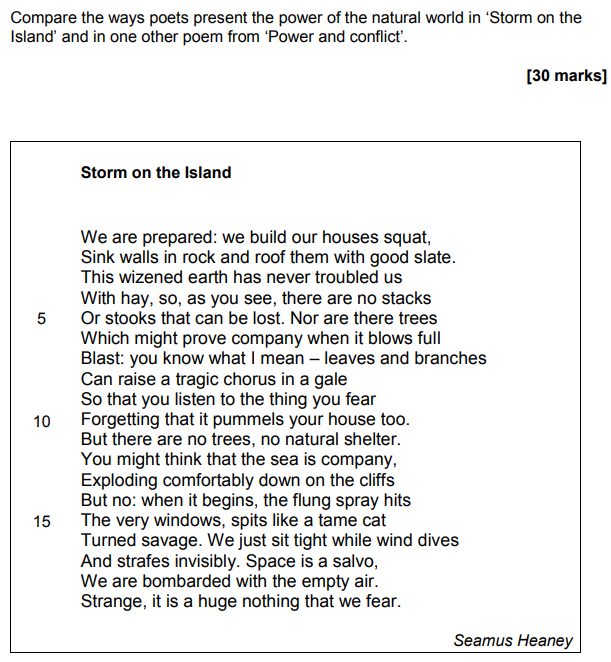 Compare the ways poets present the power of the natural world in ‘Storm on the
Island’ and in one other poem from ‘Power and conflict’.
[30 marks]
Storm on the Island
We are prepared: we build our houses squat,
Sink walls in rock and roof them with good slate.
This wizened earth has never troubled us
With hay, so, as you see, there are no stacks
5 Or stooks that can be lost. Nor are there trees
Which might prove company when it blows full
Blast: you know what I mean – leaves and branches
Can raise a tragic chorus in a gale
So that you listen to the thing you fear
10 Forgetting that it pummels your house too.
But there are no trees, no natural shelter.
You might think that the sea is company,
Exploding comfortably down on the cliffs
But no: when it begins, the flung spray hits
15 The very windows, spits like a tame cat
Turned savage. We just sit tight while wind dives
And strafes invisibly. Space is a salvo,
We are bombarded with the empty air.
Strange, it is a huge nothing that we fear.
Seamus Heaney